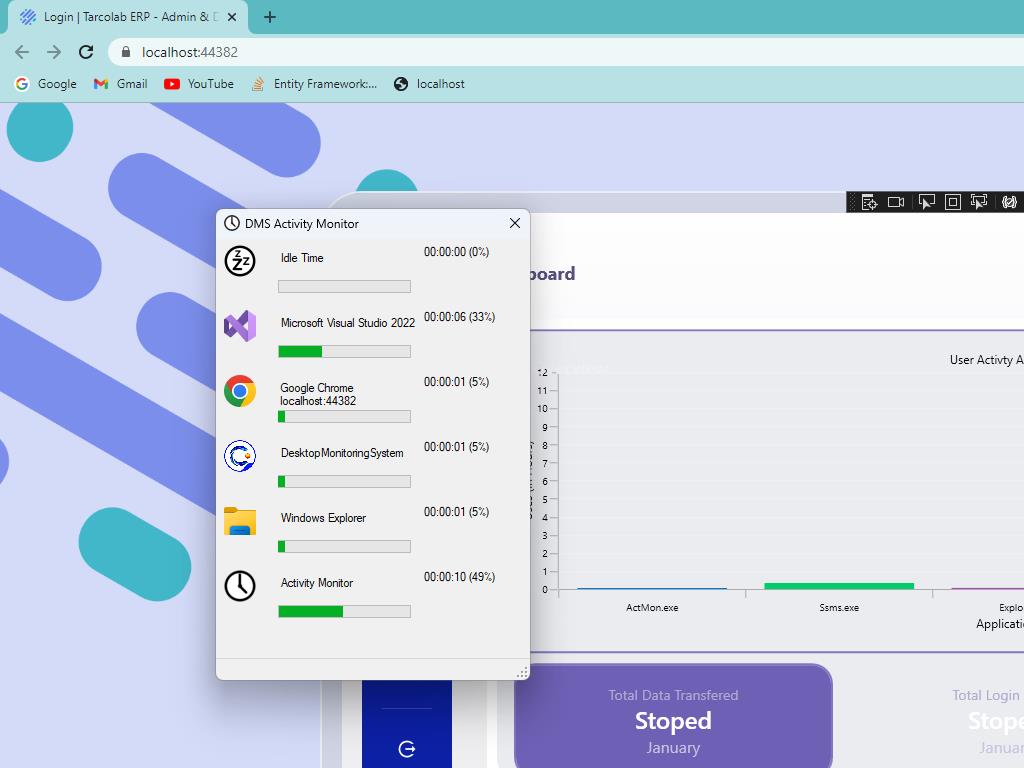 Login | Tarcolab ERP - Admin & D
localhost:44382
Google
Gmail
YouTube
Entity Framework:...
localhost
DMS Activity Monitor
Idle Time
00:00:00 (0%)
Microsoft Visual Studio 2022
00:00:06 (33%)
Google Chrome
localhost:44382
00:00:01 (5%)
DesktopMonitoringSystem
00:00:01 (5%)
Windows Explorer
00:00:01 (5%)
Activity Monitor
00:00:10 (49%)
board
User Activty A
12
11
10
9
8
7
6
5
4
3
2
1
0
ActMon.exe
Ssms.exe
Explo
Applicati
Total Data Transfered
Stoped
January
Total Login
Stope
Januar